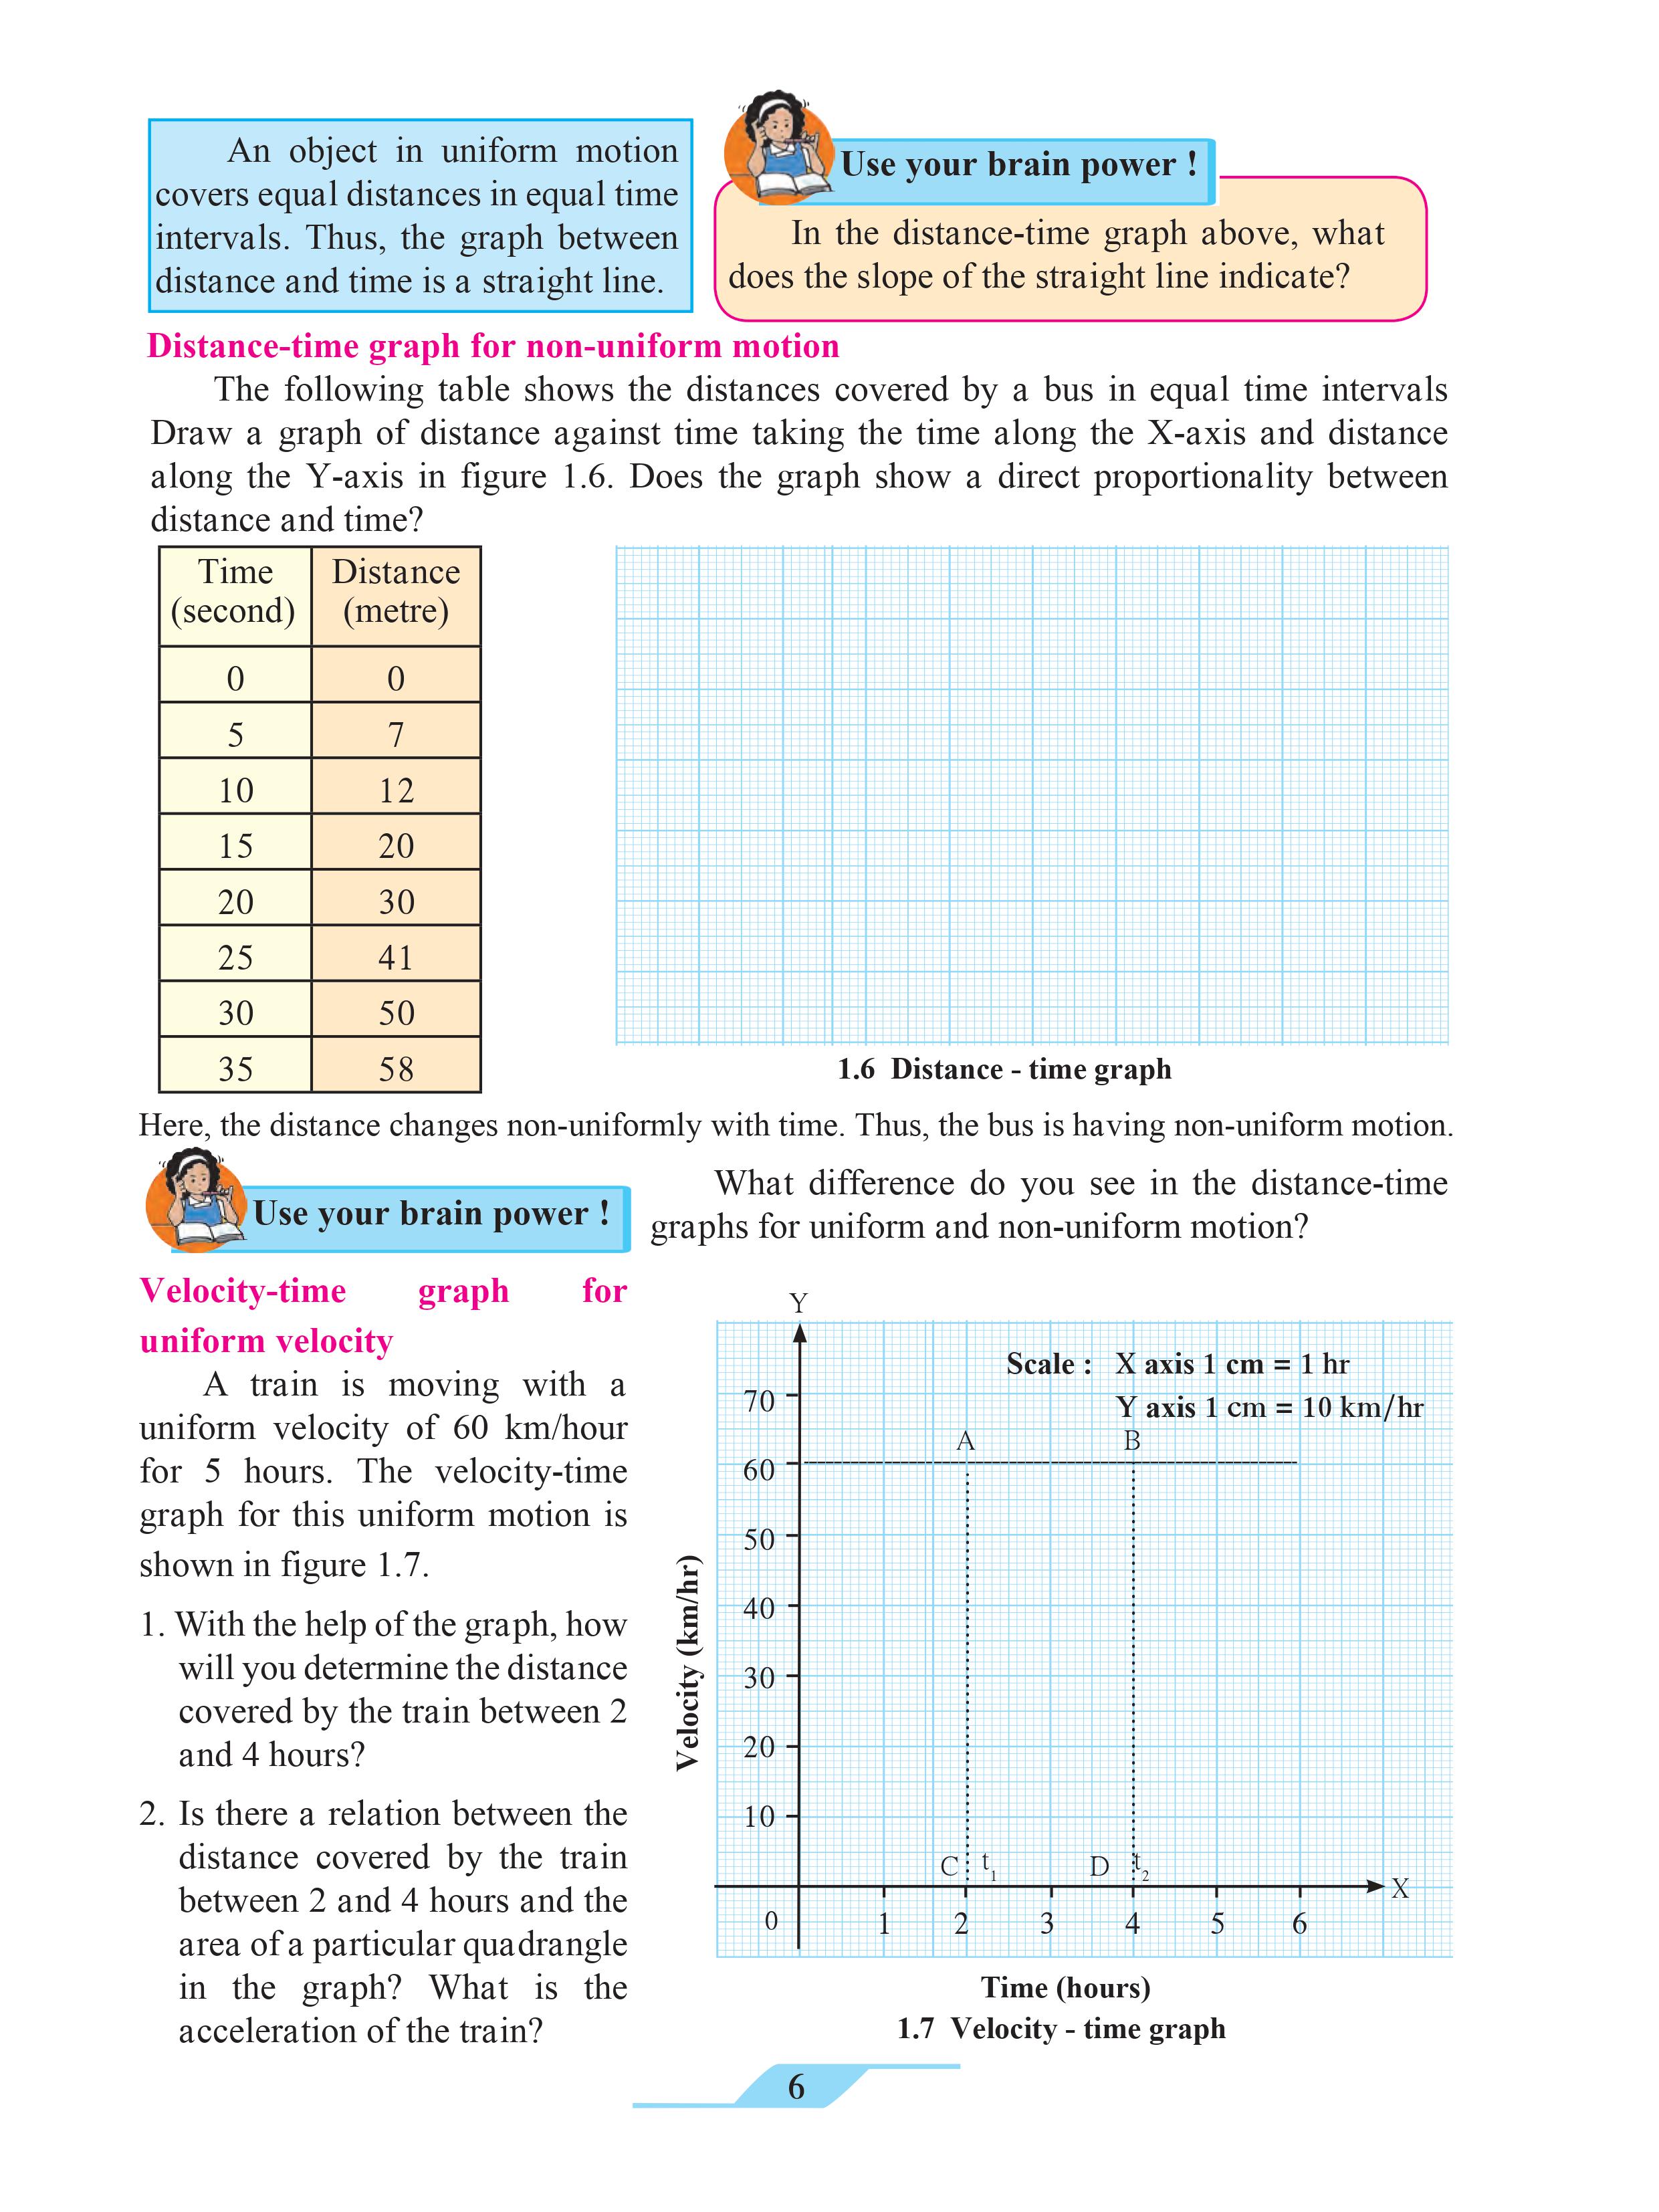 An object in uniform motion
covers equal distances in equal time
intervals. Thus, the graph between
distance and time is a straight line.
Use your brain power !
In the distance-time graph above, what
does the slope of the straight line indicate?
Distance-time graph for non-uniform motion
The following table shows the distances covered by a bus in equal time intervals
Draw a graph of distance against time taking the time along the X-axis and distance
along the Y-axis in figure 1.6. Does the graph show a direct proportionality between
distance and time?
Time Distance
(second) (metre)
0 0
5 7
10 12
15 20
20 30
25 41
30 50
35 58
1.6 Distance - time graph
Here, the distance changes non-uniformly with time. Thus, the bus is having non-uniform motion.
Use your brain power !
What difference do you see in the distance-time
graphs for uniform and non-uniform motion?
Velocity-time graph for
uniform velocity
A train is moving with a
uniform velocity of 60 km/hour
for 5 hours. The velocity-time
graph for this uniform motion is
shown in figure 1.7.
1. With the help of the graph, how
will you determine the distance
covered by the train between 2
and 4 hours?
2. Is there a relation between the
distance covered by the train
between 2 and 4 hours and the
area of a particular quadrangle
in the graph? What is the
acceleration of the train?
Y
Scale : X axis 1 cm = 1 hr
Y axis 1 cm = 10 km/hr
70
A B
60
50
40
30
20
10
Velocity (km/hr)
C t1 D t2
X
0 1 2 3 4 5 6
Time (hours)
1.7 Velocity - time graph
6